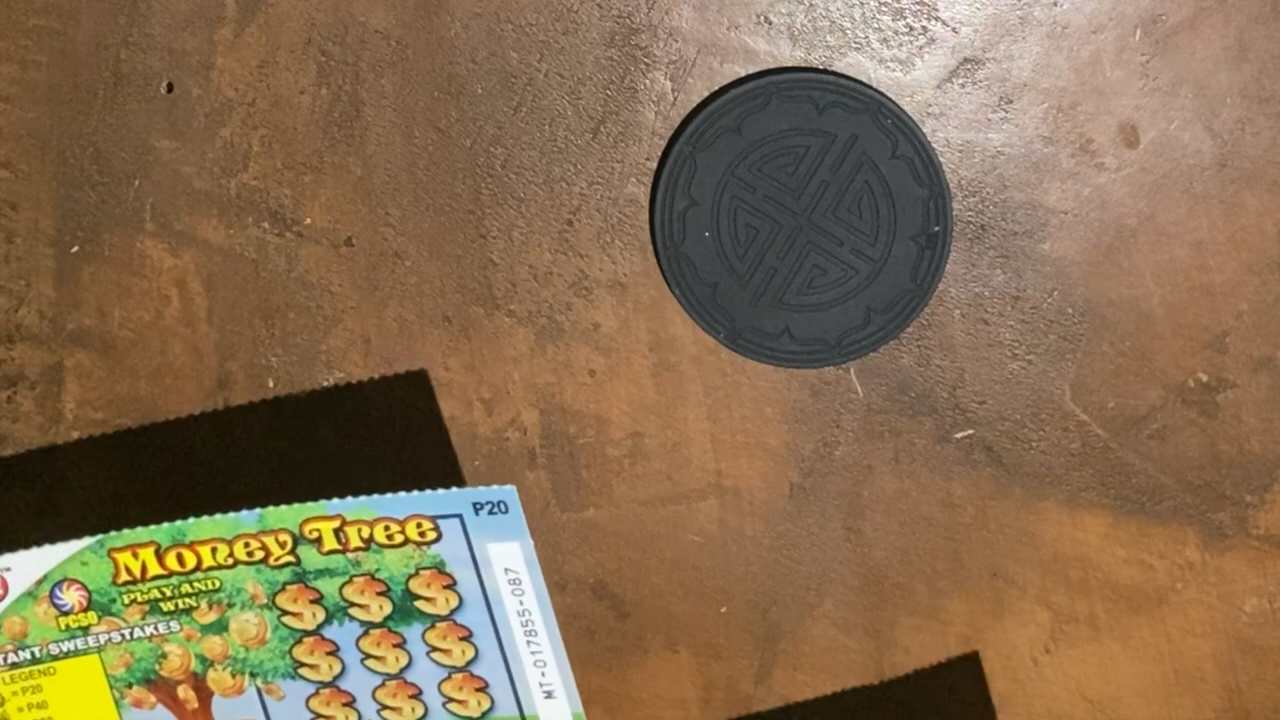 P20
Money Tree
PLAY AND
WIN
PCSO
TANT SWEEPSTAKES
LEGEND
= P20
= P40
$ $ $
$ $ $
$ $ $
MT-017855-087